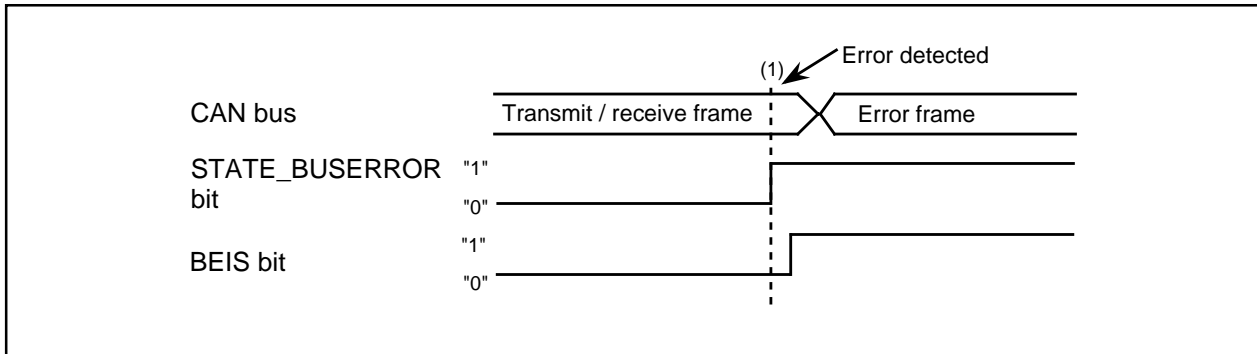 Error detected
(1)
CAN bus
Transmit / receive frame
Error frame
STATE_BUSERROR
bit
"1"
"0"
BEIS bit
"1"
"0"